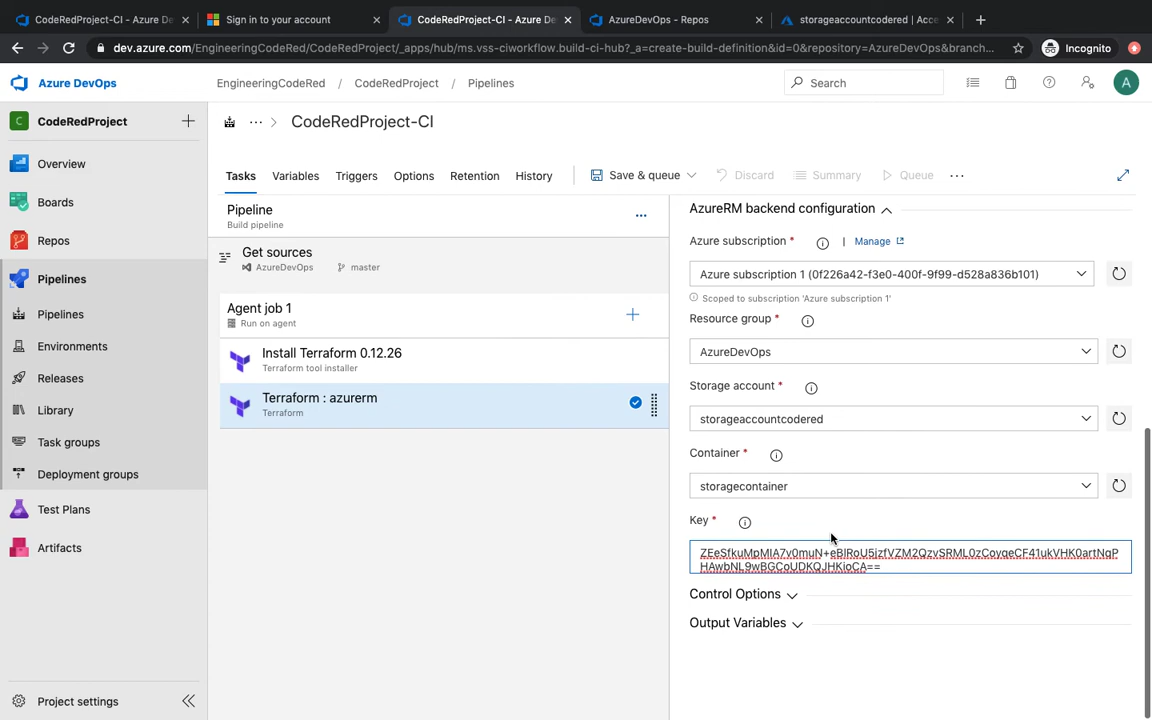 CodeRedProject-CI - Azure De
Sign in to your account
CodeRedProject-CI - Azure De
AzureDevOps - Repos
storageaccountcodered | Acce
dev.azure.com/EngineeringCodeRed/CodeRedProject/_apps/hub/ms.vss-ciworkflow.build-ci-hub?_a=create-build-definition&id=0&repository=AzureDevOps&branch...
Incognito
Azure DevOps
EngineeringCodeRed / CodeRedProject / Pipelines
Search
A
C CodeRedProject
··· > CodeRedProject-CI
Overview
Boards
Repos
Pipelines
Pipelines
Environments
Releases
Library
Task groups
Deployment groups
Test Plans
Artifacts
Project settings
Tasks Variables Triggers Options Retention History Save & queue Discard Summary Queue ···
Pipeline
Build pipeline
Get sources
AzureDevOps master
Agent job 1
Run on agent
Install Terraform 0.12.26
Terraform tool installer
Terraform : azurerm
Terraform
AzureRM backend configuration
Azure subscription * | Manage
Azure subscription 1 (0f226a42-f3e0-400f-9f99-d528a836b101)
Scoped to subscription 'Azure subscription 1'
Resource group *
AzureDevOps
Storage account *
storageaccountcodered
Container *
storagecontainer
Key *
Control Options
Output Variables